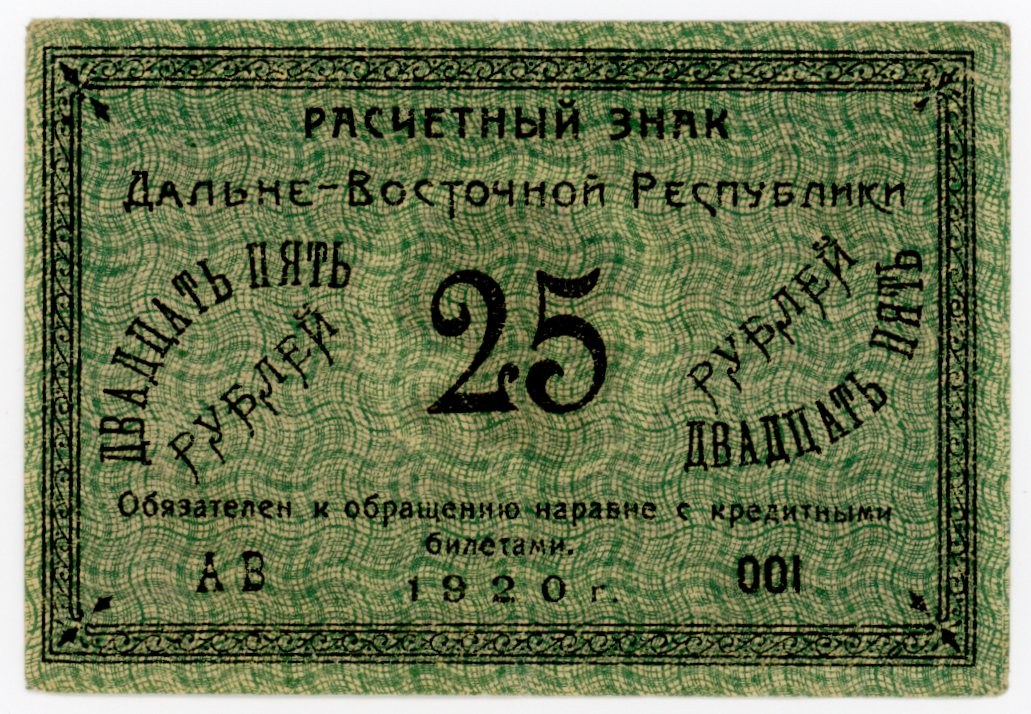 РАСЧЕТНЫЙ ЗНАК
Дальне-Восточной Республики
ДВАДЦАТЬ ПЯТЬ
РУБЛЕЙ
25
РУБЛЕЙ
ДВАДЦАТЬ ПЯТЬ
Обязателен к обращению наравне с кредитными
билетами.
АВ
001
1920 г.